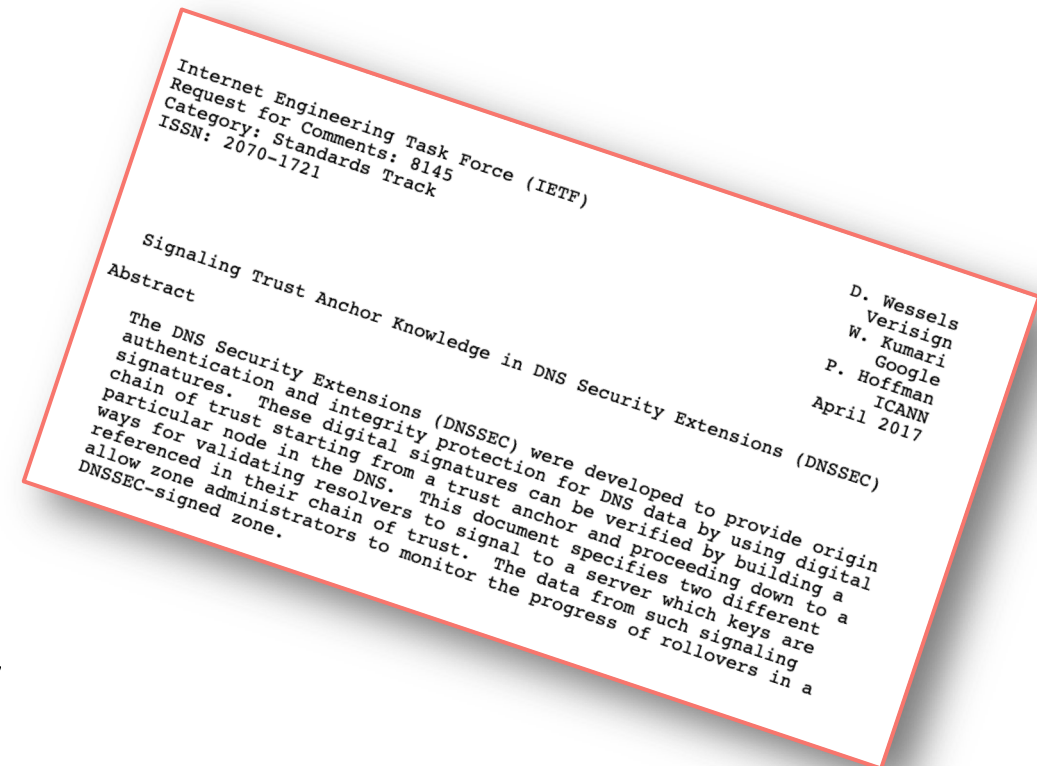 Internet Engineering Task Force (IETF)
Request for Comments: 8145
Category: Standards Track
ISSN: 2070-1721
D. Wessels
Verisign
W. Kumari
Google
P. Hoffman
ICANN
April 2017
Signaling Trust Anchor Knowledge in DNS Security Extensions (DNSSEC)
Abstract
The DNS Security Extensions (DNSSEC) were developed to provide origin
authentication and integrity protection for DNS data by using digital
signatures. These digital signatures can be verified by building a
chain of trust starting from a trust anchor and proceeding down to a
particular node in the DNS. This document specifies two different
ways for validating resolvers to signal to a server which keys are
referenced in their chain of trust. The data from such signaling
allow zone administrators to monitor the progress of rollovers in a
DNSSEC-signed zone.